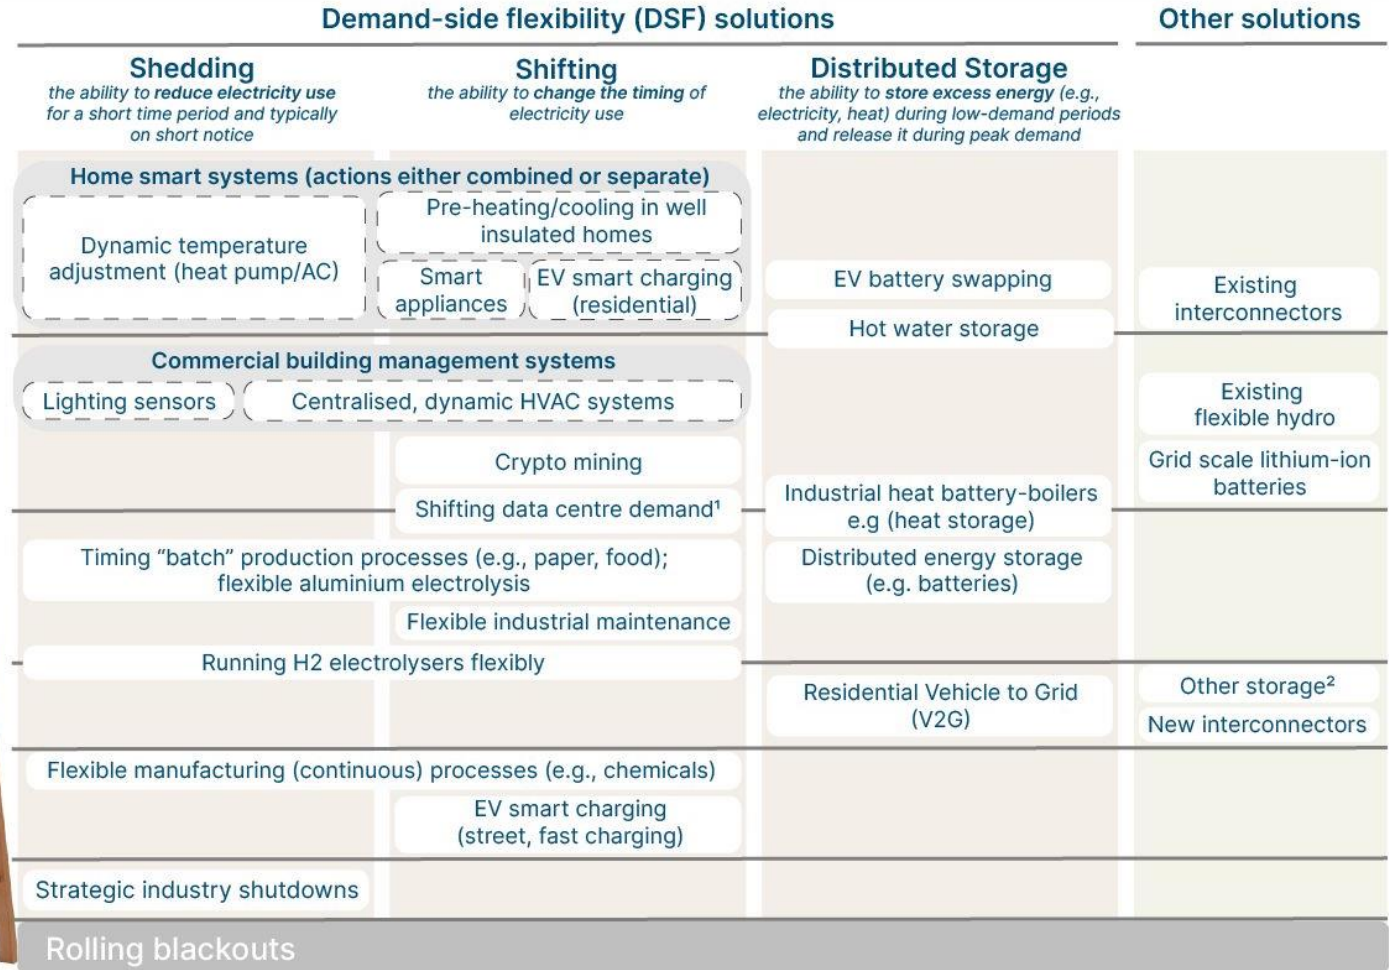 Demand-side flexibility (DSF) solutions
Other solutions
Shedding
the ability to reduce electricity use
for a short time period and typically
on short notice
Shifting
the ability to change the timing of
electricity use
Distributed Storage
the ability to store excess energy (e.g.,
electricity, heat) during low-demand periods
and release it during peak demand
Home smart systems (actions either combined or separate)
Dynamic temperature
adjustment (heat pump/AC)
Pre-heating/cooling in well
insulated homes
Smart
appliances
EV smart charging
(residential)
EV battery swapping
Hot water storage
Existing
interconnectors
Commercial building management systems
Lighting sensors
Centralised, dynamic HVAC systems
Existing
flexible hydro
Crypto mining
Grid scale lithium-ion
batteries
Shifting data centre demand¹
Industrial heat battery-boilers
e.g (heat storage)
Timing “batch” production processes (e.g., paper, food);
flexible aluminium electrolysis
Distributed energy storage
(e.g. batteries)
Flexible industrial maintenance
Running H2 electrolysers flexibly
Residential Vehicle to Grid
(V2G)
Other storage²
New interconnectors
Flexible manufacturing (continuous) processes (e.g., chemicals)
EV smart charging
(street, fast charging)
Strategic industry shutdowns
Rolling blackouts